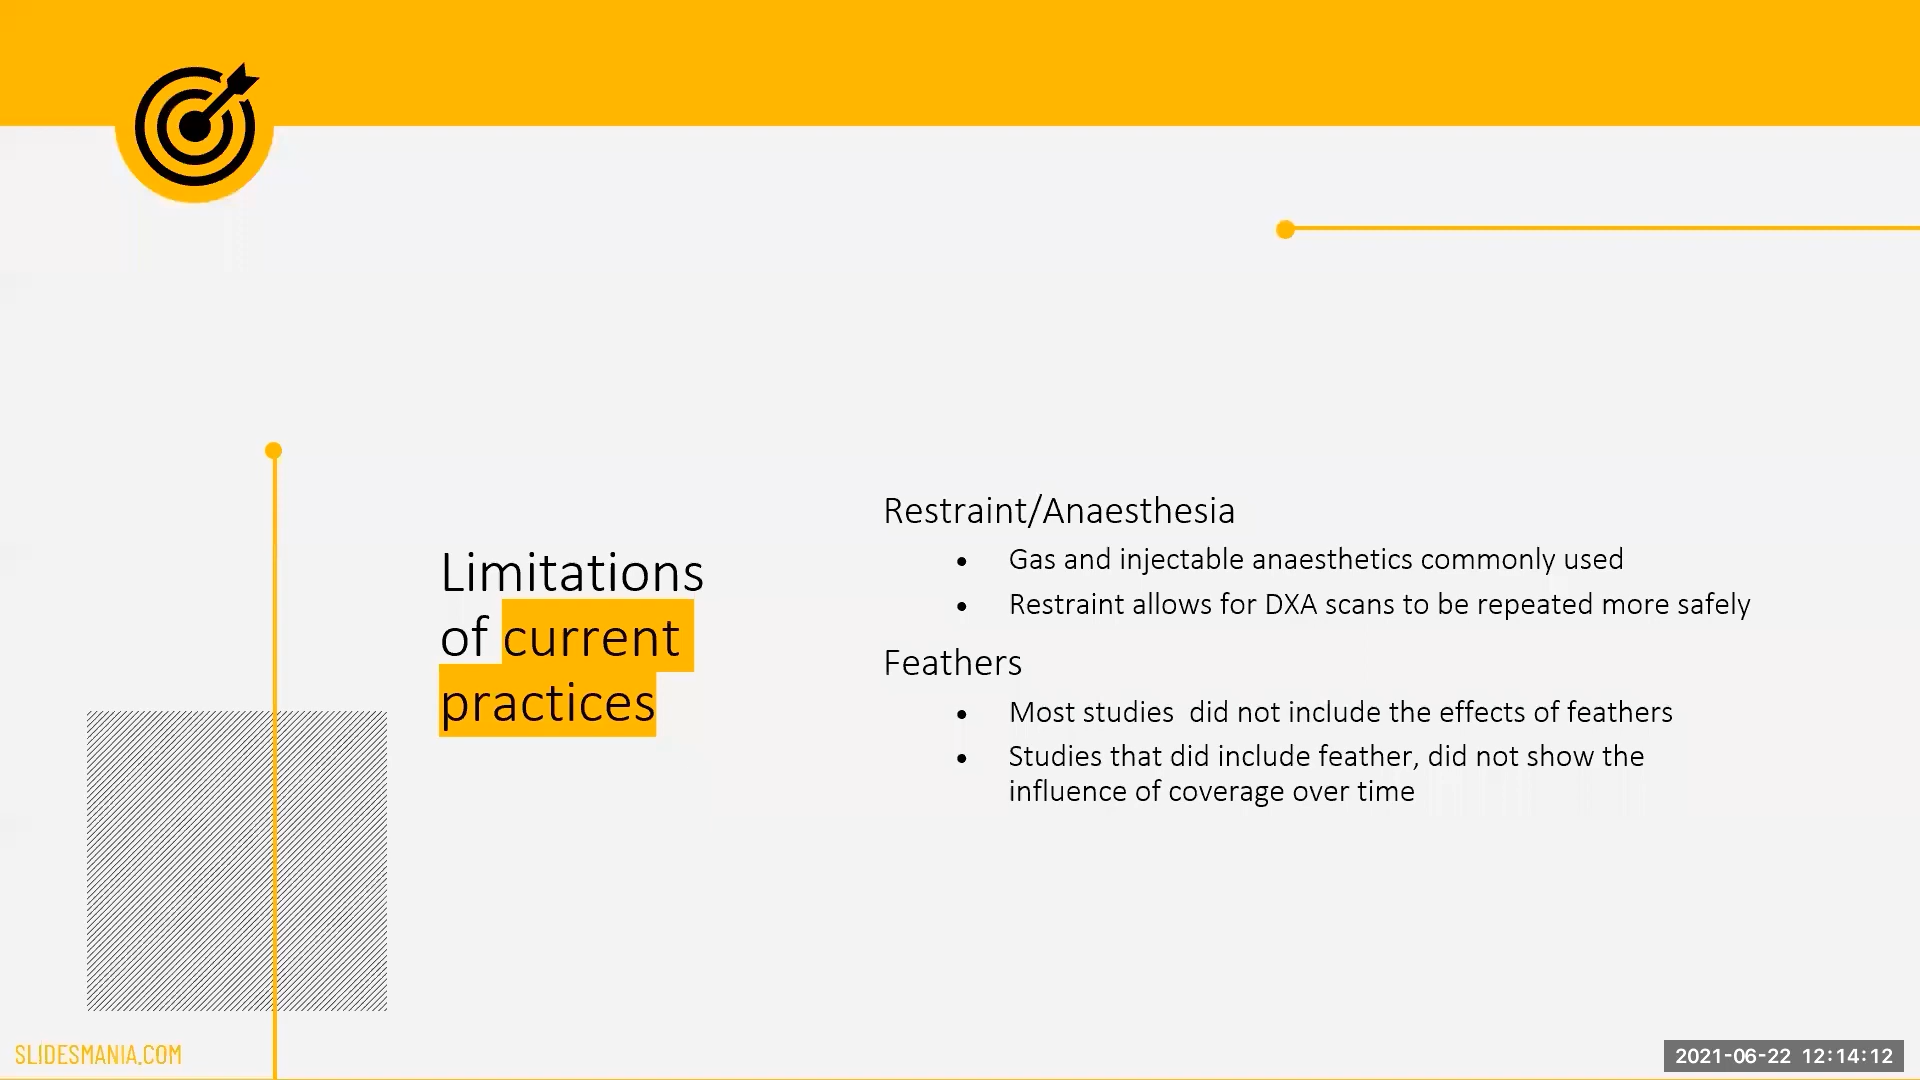 Limitations
of current
practices
Restraint/Anaesthesia
• Gas and injectable anaesthetics commonly used
• Restraint allows for DXA scans to be repeated more safely
Feathers
• Most studies  did not include the effects of feathers
• Studies that did include feather, did not show the
influence of coverage over time
SLIDESMANIA.COM
2021-06-22 12:14:12